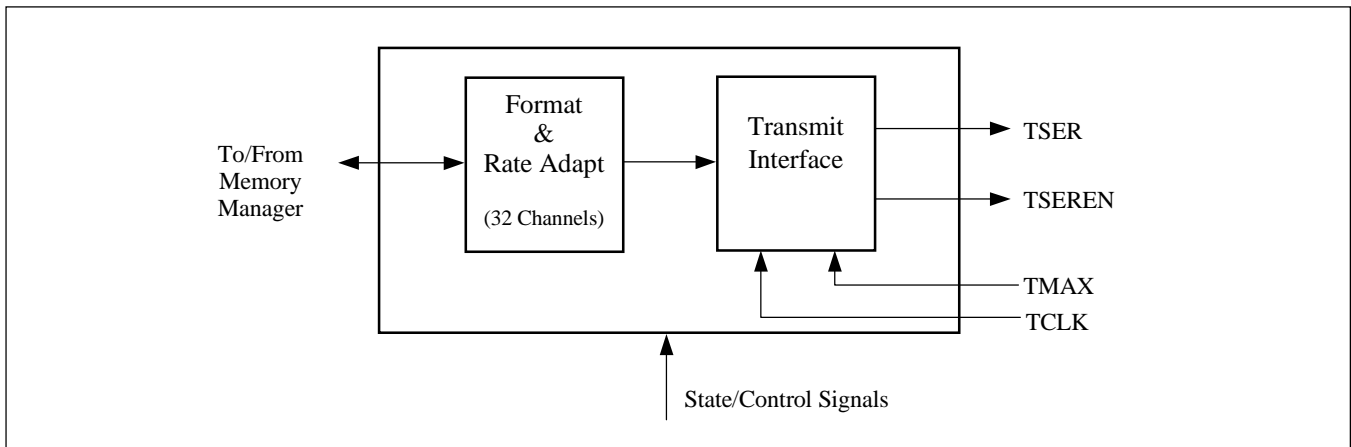 Format
&
Rate Adapt
(32 Channels)
Transmit
Interface
To/From
Memory
Manager
TSER
TSEREN
TMAX
TCLK
State/Control Signals